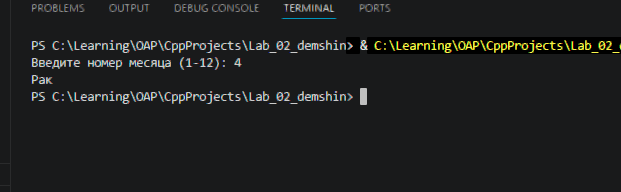 PROBLEMS OUTPUT DEBUG CONSOLE TERMINAL PORTS
PS C:\Learning\OAP\CppProjects\Lab_02_demshin> & C:\Learning\OAP\CppProjects\Lab_02_
Введите номер месяца (1-12): 4
Рак
PS C:\Learning\OAP\CppProjects\Lab_02_demshin>